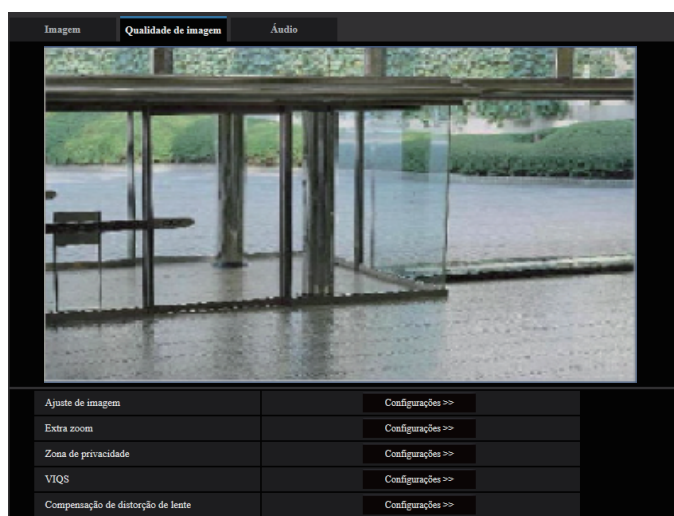 Imagem Qualidade de imagem Áudio
Ajuste de imagem Configurações >>
Extra zoom Configurações >>
Zona de privacidade Configurações >>
VIQS Configurações >>
Compensação de distorção de lente Configurações >>